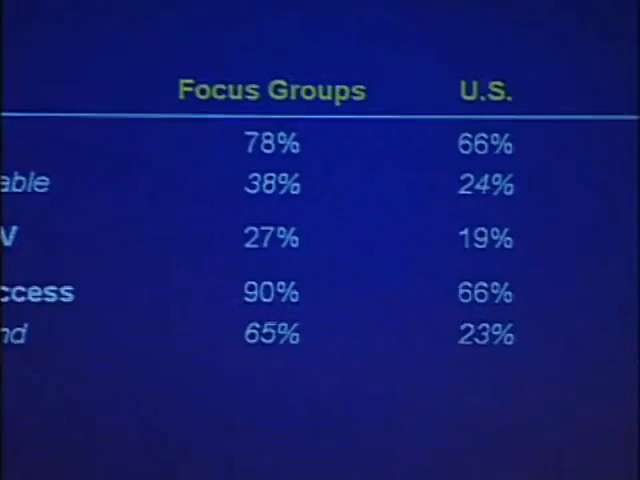 Focus Groups U.S.
78% 66%
able 38% 24%
V 27% 19%
ccess 90% 66%
nd 65% 23%